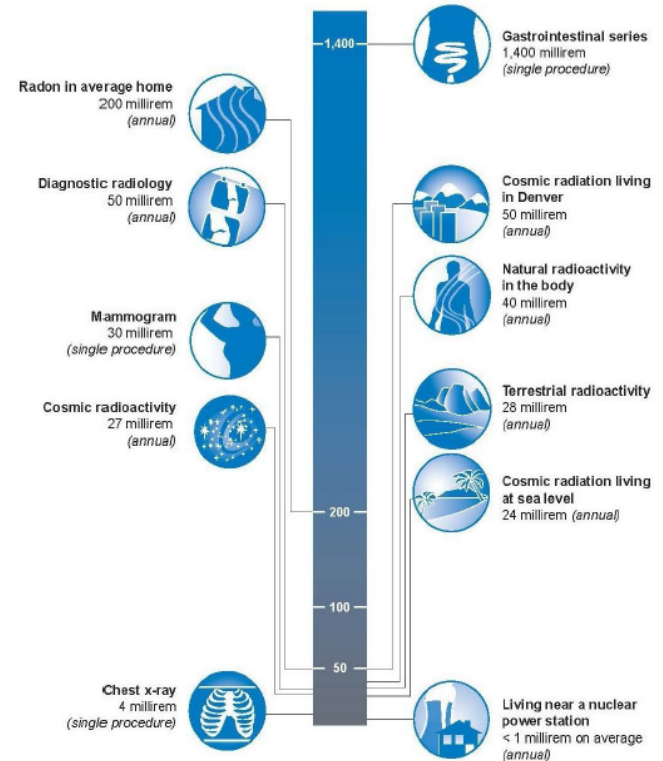 1,400
Gastrointestinal series
1,400 millirem
(single procedure)
Radon in average home
200 millirem
(annual)
Diagnostic radiology
50 millirem
(annual)
Cosmic radiation living
in Denver
50 millirem
(annual)
Natural radioactivity
in the body
40 millirem
(annual)
Mammogram
30 millirem
(single procedure)
Terrestrial radioactivity
28 millirem
(annual)
Cosmic radioactivity
27 millirem
(annual)
Cosmic radiation living
at sea level
24 millirem (annual)
200
100
50
Chest x-ray
4 millirem
(single procedure)
Living near a nuclear
power station
< 1 millirem on average
(annual)